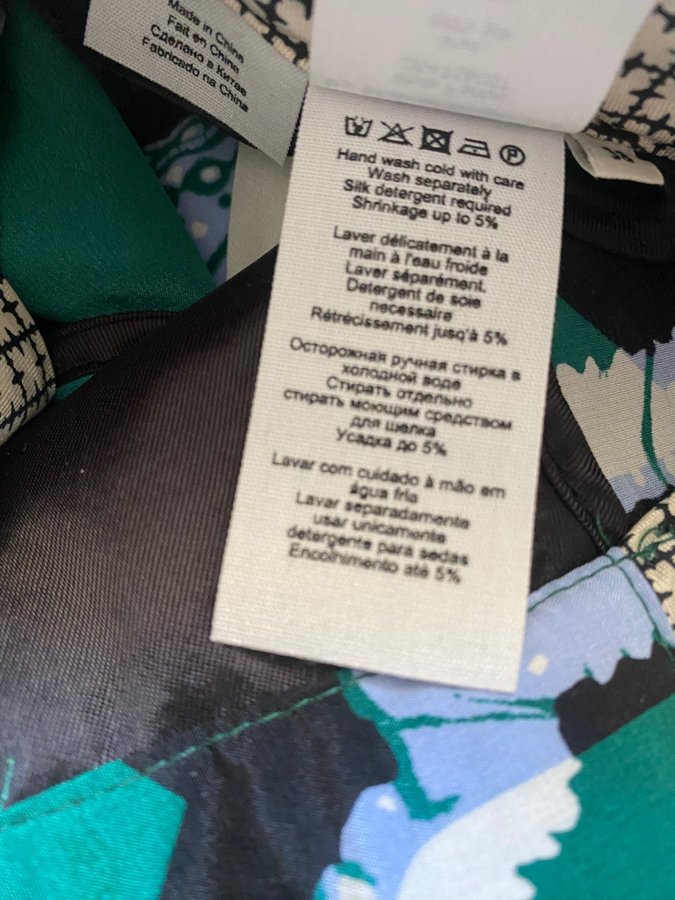 Made in China
Fait en Chine
Сделано в Китае
Fabricado na China
P
Hand wash cold with care
Wash separately
Silk detergent required
Shrinkage up to 5%
Laver délicatement à la
main à l'eau froide
Laver séparément.
Detergent de soie
necessaire
Rétrécissement jusqu'à 5%
Осторожная ручная стирка в
холодной воде
Стирать отдельно
стирать моющим средством
для шелка
Усадка до 5%
Lavar com cuidado à mão em
água fria
Lavar separadamente
usar unicamente
detergente para sedas
Encolhimento até 5%